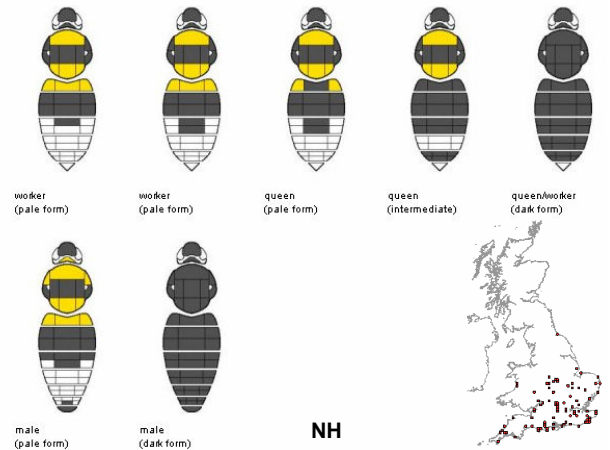 worker
(pale form)
worker
(pale form)
queen
(pale form)
queen
(intermediate)
queen/worker
(dark form)
male
(pale form)
male
(dark form)
NH